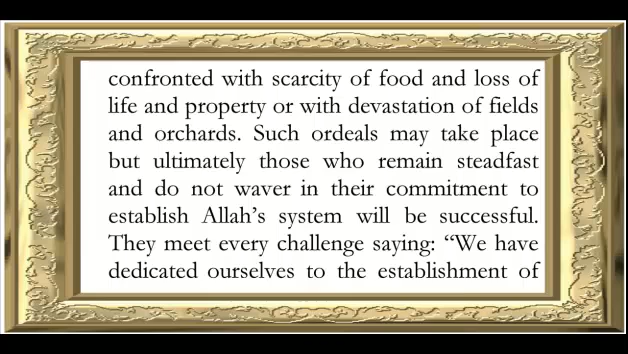 confronted with scarcity of food and loss of
life and property or with devastation of fields
and orchards. Such ordeals may take place
but ultimately those who remain steadfast
and do not waver in their commitment to
establish Allah’s system will be successful.
They meet every challenge saying: “We have
dedicated ourselves to the establishment of